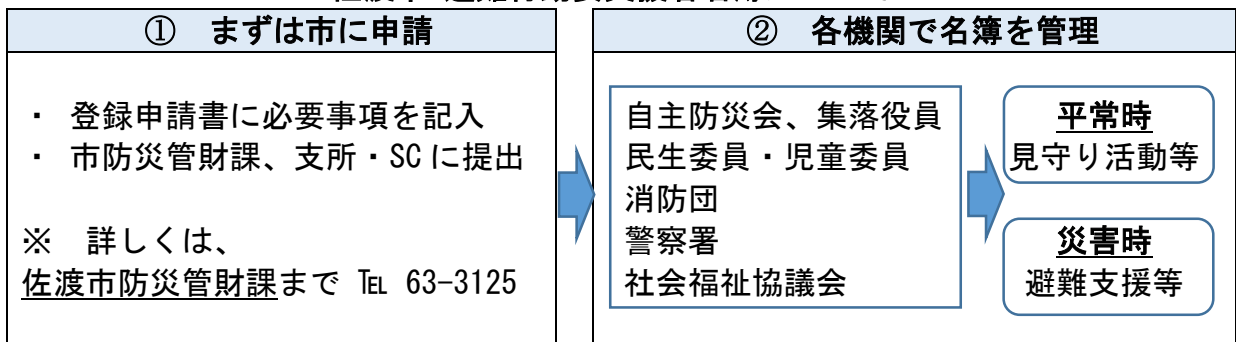 ① まずは市に申請
・ 登録申請書に必要事項を記入
・ 市防災管財課、支所・SCに提出
※ 詳しくは、
佐渡市防災管財課まで ℡ 63-3125
② 各機関で名簿を管理
自主防災会、集落役員
民生委員・児童委員
消防団
警察署
社会福祉協議会
平常時
見守り活動等
災害時
避難支援等